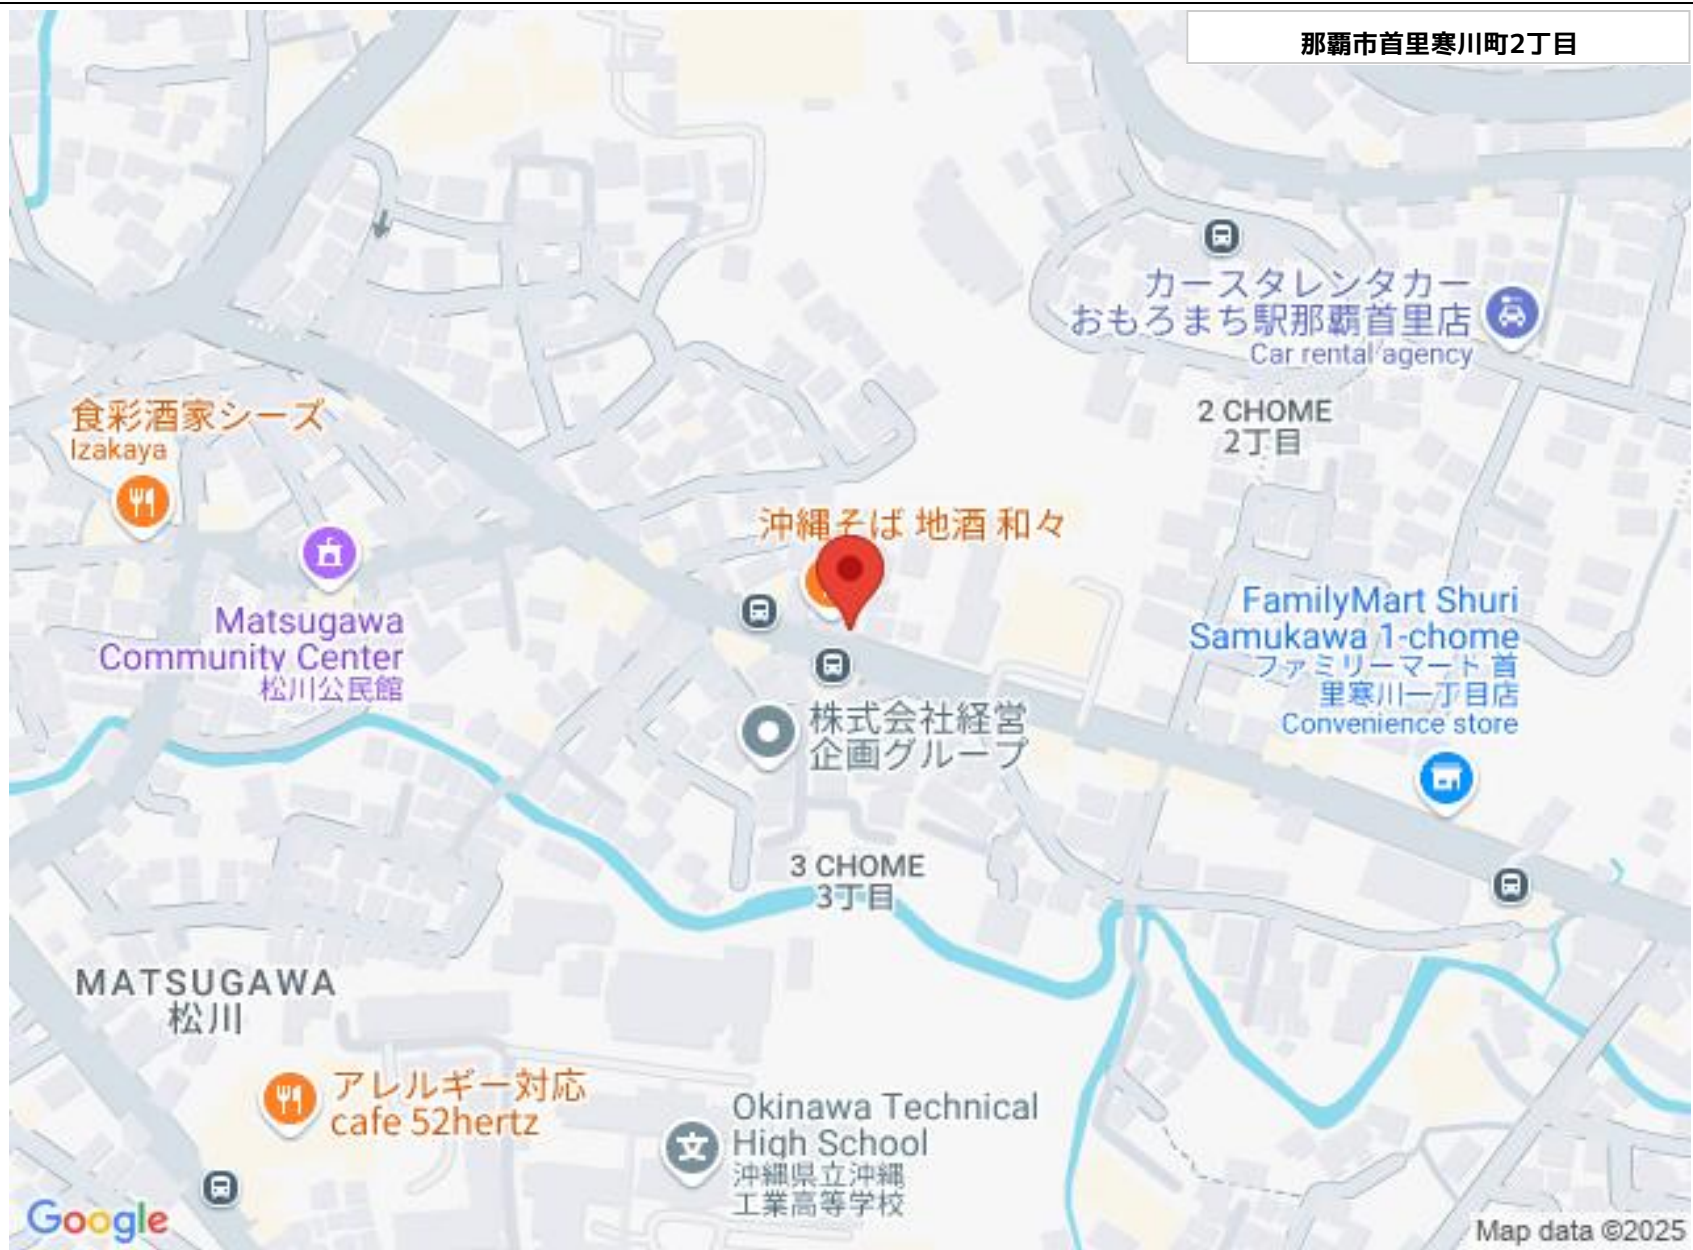 那覇市首里寒川町2丁目
カースタレンタカー
おもろまち駅那覇首里店
Car rental agency
2 CHOME
2丁目
食彩酒家シーズ
Izakaya
沖縄そば 地酒 和々
Matsugawa
Community Center
松川公民館
FamilyMart Shuri
Samukawa 1-chome
ファミリーマート 首
里寒川一丁目店
Convenience store
株式会社経営
企画グループ
3 CHOME
3丁目
MATSUGAWA
松川
アレルギー対応
cafe 52hertz
Okinawa Technical
High School
沖縄県立沖縄
工業高等学校
Google
Map data ©2025